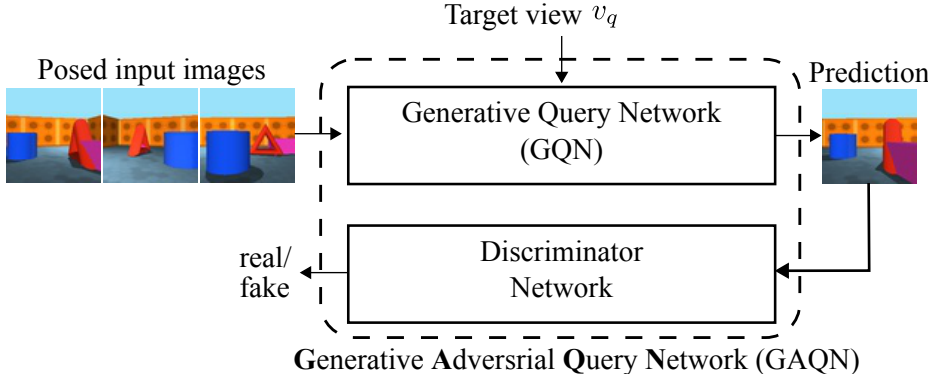 Target view v_q
Posed input images
Prediction
Generative Query Network
(GQN)
Discriminator
Network
real/
fake
Generative Adversrial Query Network (GAQN)